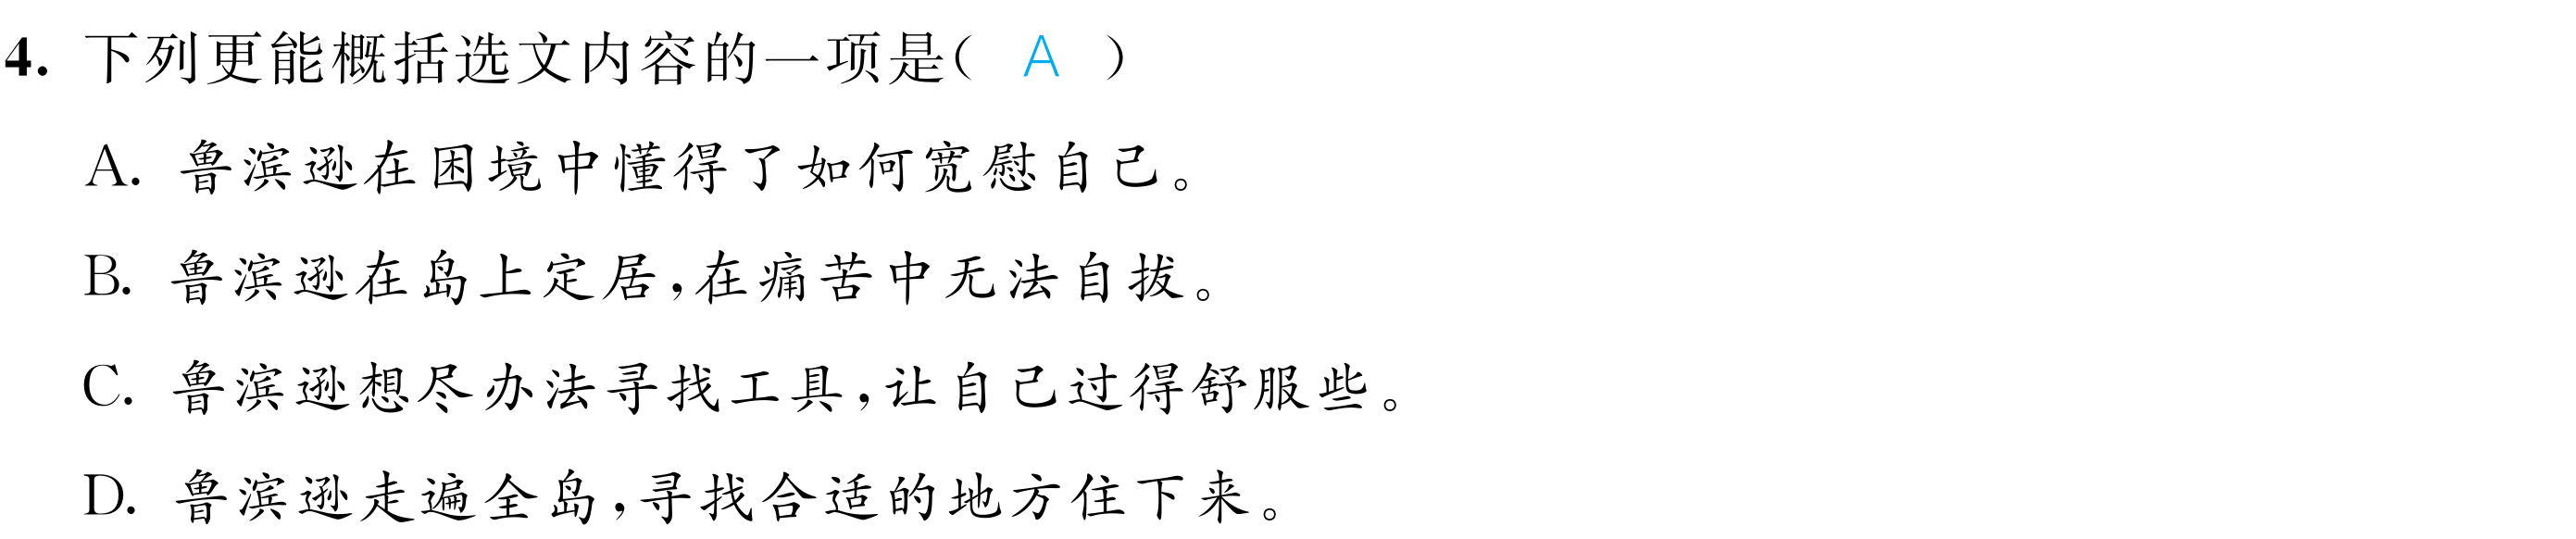 4. 下列更能概括选文内容的一项是( A )
A. 鲁滨逊在困境中懂得了如何宽慰自己。
B. 鲁滨逊在岛上定居,在痛苦中无法自拔。
C. 鲁滨逊想尽办法寻找工具,让自己过得舒服些。
D. 鲁滨逊走遍全岛,寻找合适的地方住下来。